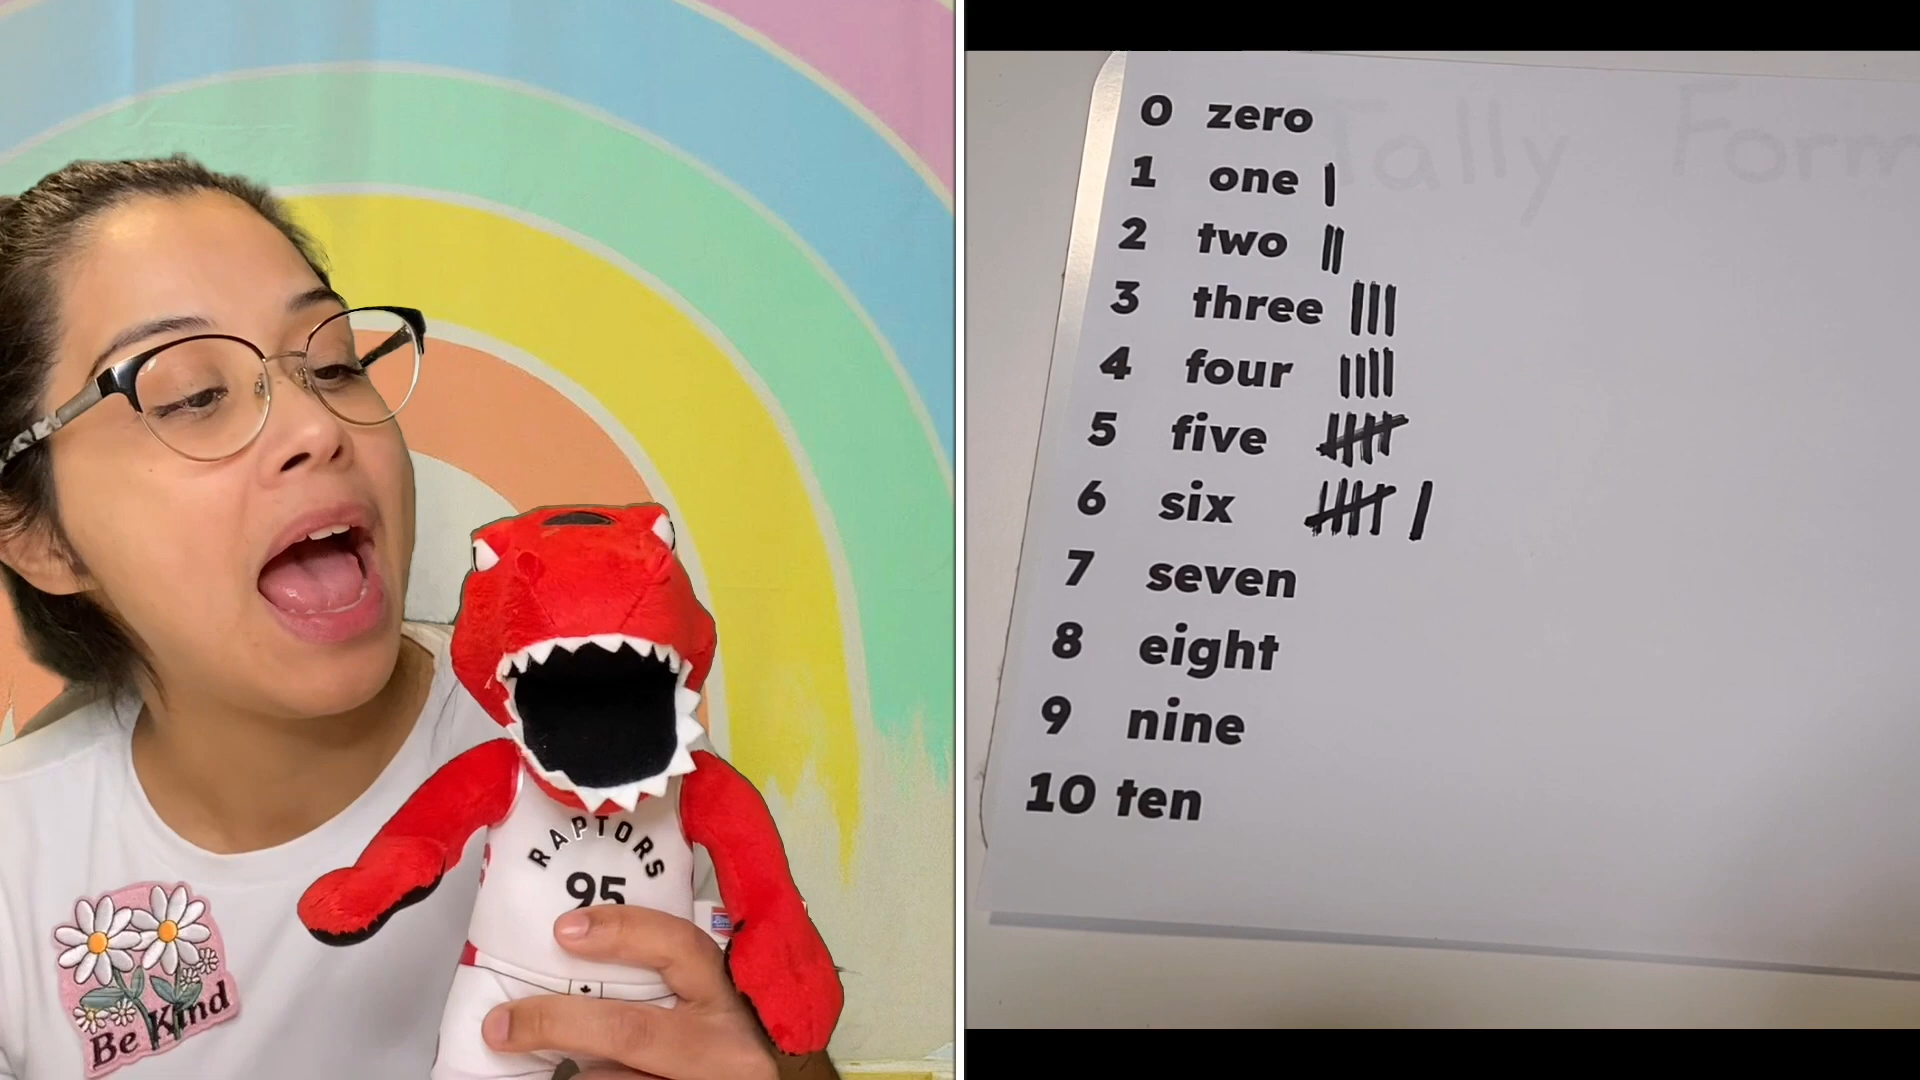 Be Kind
RAPTORS
95
Tally Form
0 zero
1 one |
2 two ||
3 three |||
4 four ||||
5 five
6 six
7 seven
8 eight
9 nine
10 ten